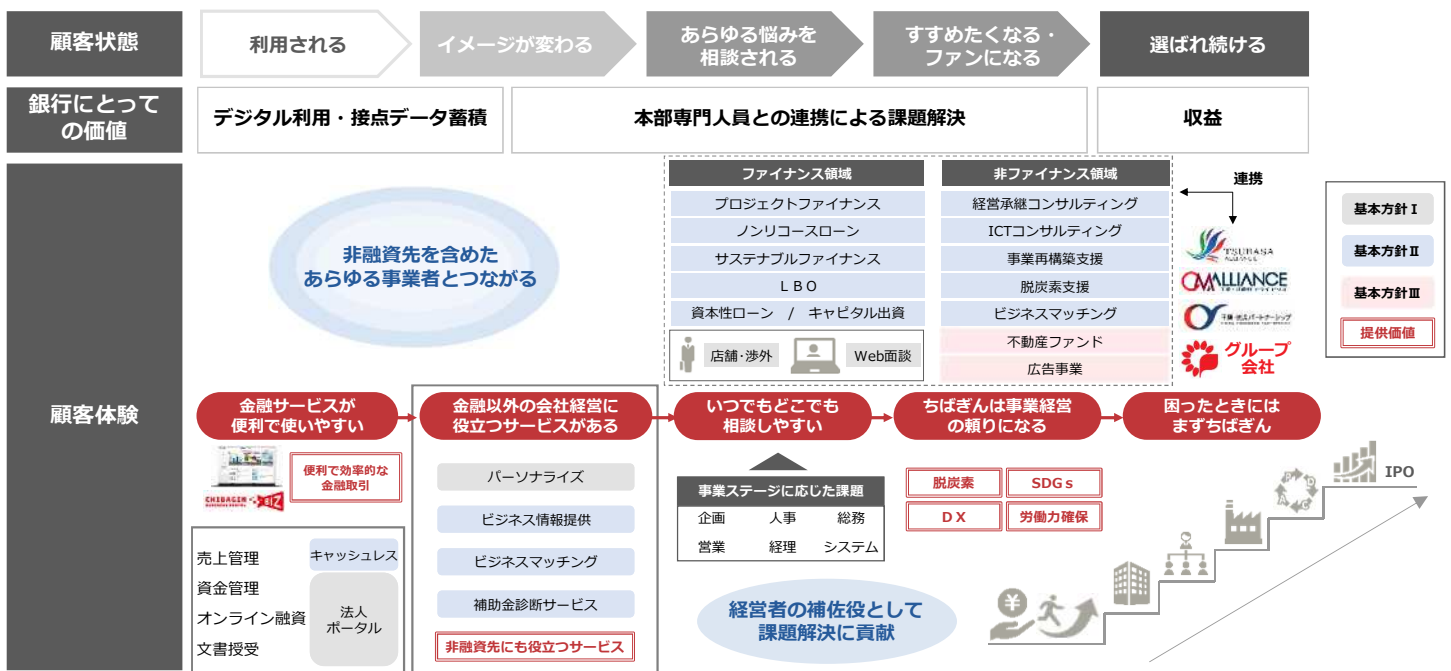 顧客状態
利用される
イメージが変わる
あらゆる悩みを
相談される
すすめたくなる・
ファンになる
選ばれ続ける
銀行にとって
の価値
デジタル利用・接点データ蓄積
本部専門人員との連携による課題解決
収益
顧客体験
非融資先を含めた
あらゆる事業者とつながる
ファイナンス領域
プロジェクトファイナンス
ノンリコースローン
サステナブルファイナンス
LBO
資本性ローン / キャピタル出資
店舗・渉外
Web面談
非ファイナンス領域
経営承継コンサルティング
ICTコンサルティング
事業再構築支援
脱炭素支援
ビジネスマッチング
不動産ファンド
広告事業
連携
TSUBASA
ALLIANCE
グループ
会社
基本方針Ⅰ
基本方針Ⅱ
基本方針Ⅲ
提供価値
金融サービスが
便利で使いやすい
金融以外の会社経営に
役立つサービスがある
いつでもどこでも
相談しやすい
ちばぎんは事業経営
の頼りになる
困ったときには
まずちばぎん
便利で効率的な
金融取引
CHIBAGIN
BIZ
売上管理
資金管理
オンライン融資
文書授受
キャッシュレス
法人
ポータル
パーソナライズ
ビジネス情報提供
ビジネスマッチング
補助金診断サービス
非融資先にも役立つサービス
事業ステージに応じた課題
企画 人事 総務
営業 経理 システム
経営者の補佐役として
課題解決に貢献
脱炭素
SDGs
DX
労働力確保
¥
P
D
C
A
IPO